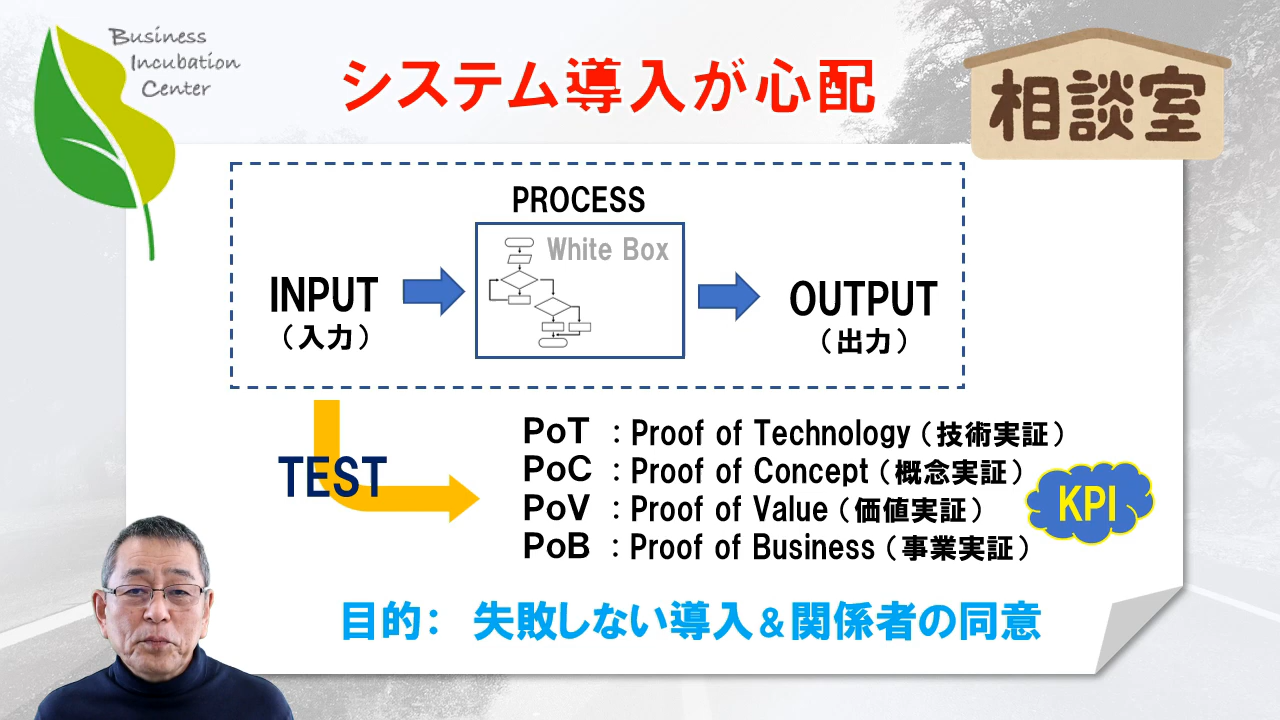 Business
Incubation
Center
システム導入が心配
相談室
PROCESS
White Box
INPUT
（入力）
OUTPUT
（出力）
TEST
PoT ：Proof of Technology（技術実証）
PoC ：Proof of Concept（概念実証）
PoV ：Proof of Value（価値実証）
PoB ：Proof of Business（事業実証）
KPI
目的： 失敗しない導入＆関係者の同意